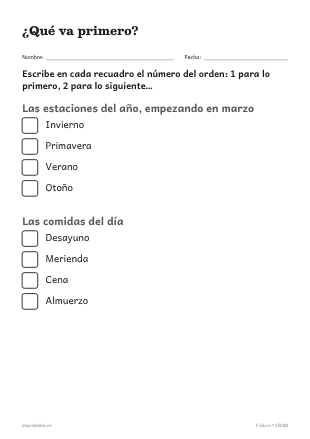 ¿Qué va primero?
Nombre: Fecha:
Escribe en cada recuadro el número del orden: 1 para lo
primero, 2 para lo siguiente...
Las estaciones del año, empezando en marzo
Invierno
Primavera
Verano
Otoño
Las comidas del día
Desayuno
Merienda
Cena
Almuerzo